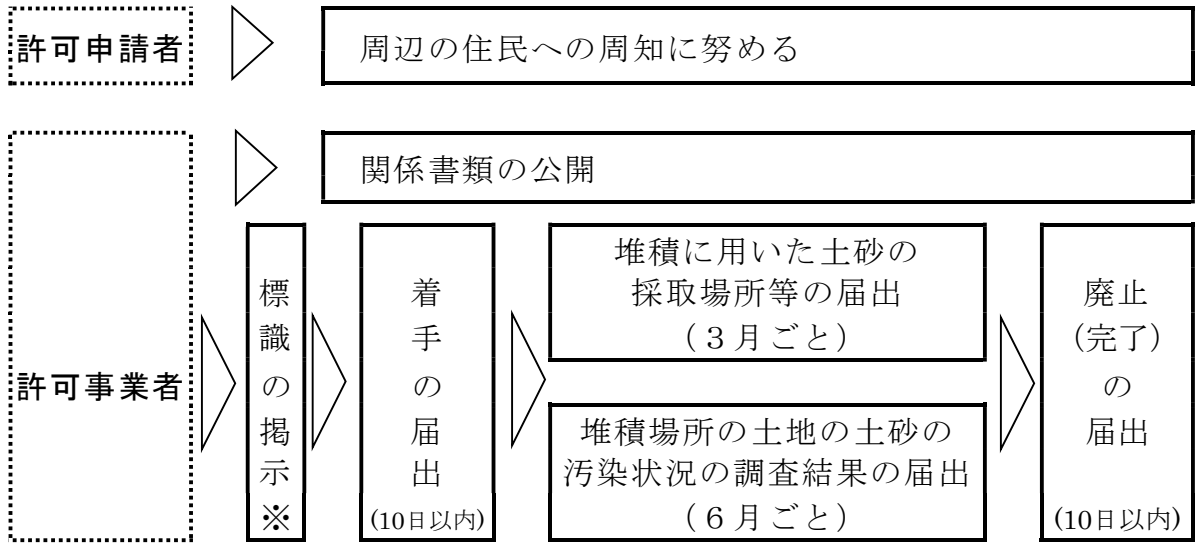 許可申請者
周辺の住民への周知に努める
許可事業者
関係書類の公開
標識の掲示※
着手の届出
(10日以内)
堆積に用いた土砂の
採取場所等の届出
(３月ごと)
堆積場所の土地の土砂の
汚染状況の調査結果の届出
(６月ごと)
廃止
(完了)
の
届出
(10日以内)